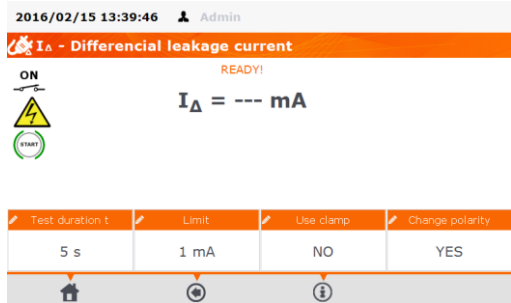 2016/02/15 13:39:46 Admin
IΔ - Differencial leakage current
READY!
ON
IΔ = --- mA
START
Test duration t Limit Use clamp Change polarity
5 s 1 mA NO YES